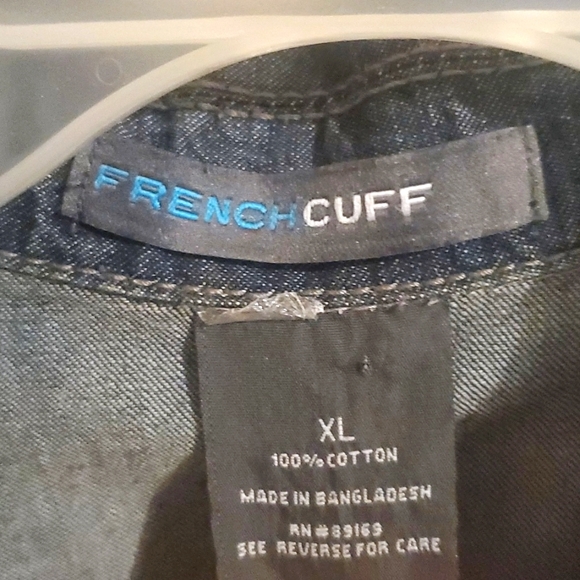 FRENCHCUFF
XL
100% COTTON
MADE IN BANGLADESH
RN#89169
SEE REVERSE FOR CARE